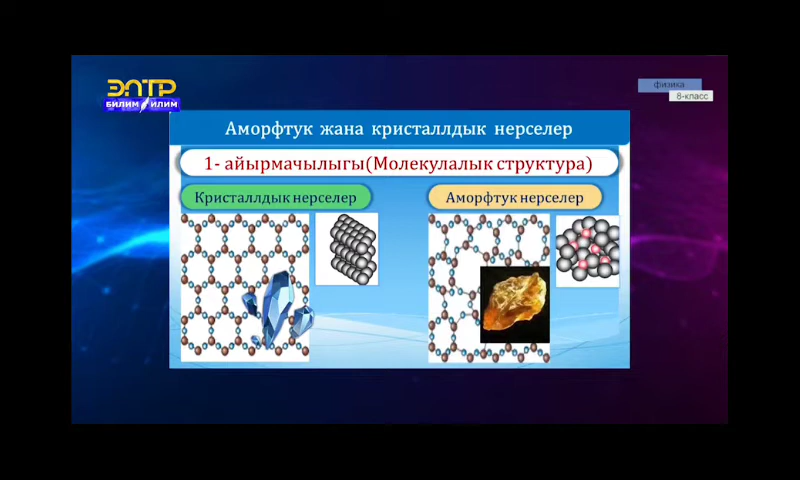 ЭЛТР
БИЛИМ ИЛИМ
физика
8-класс
Аморфтук жана кристаллдык нерселер
1- айырмачылыгы(Молекулалык структура)
Кристаллдык нерселер
Аморфтук нерселер